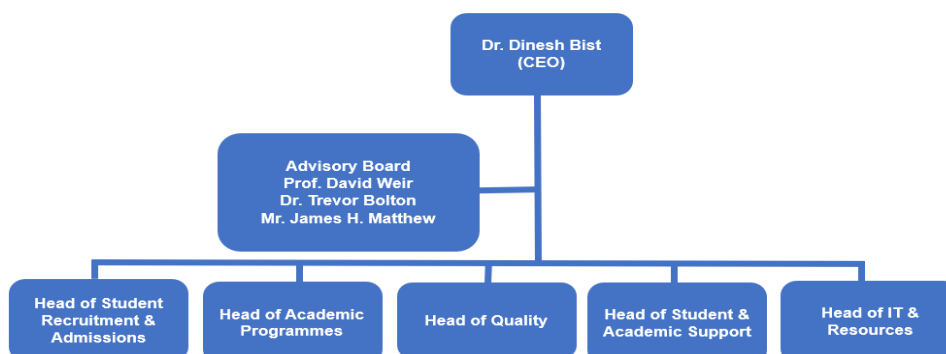 Dr. Dinesh Bist
(CEO)
Advisory Board
Prof. David Weir
Dr. Trevor Bolton
Mr. James H. Matthew
Head of Student
Recruitment &
Admissions
Head of Academic
Programmes
Head of Quality
Head of Student &
Academic Support
Head of IT &
Resources